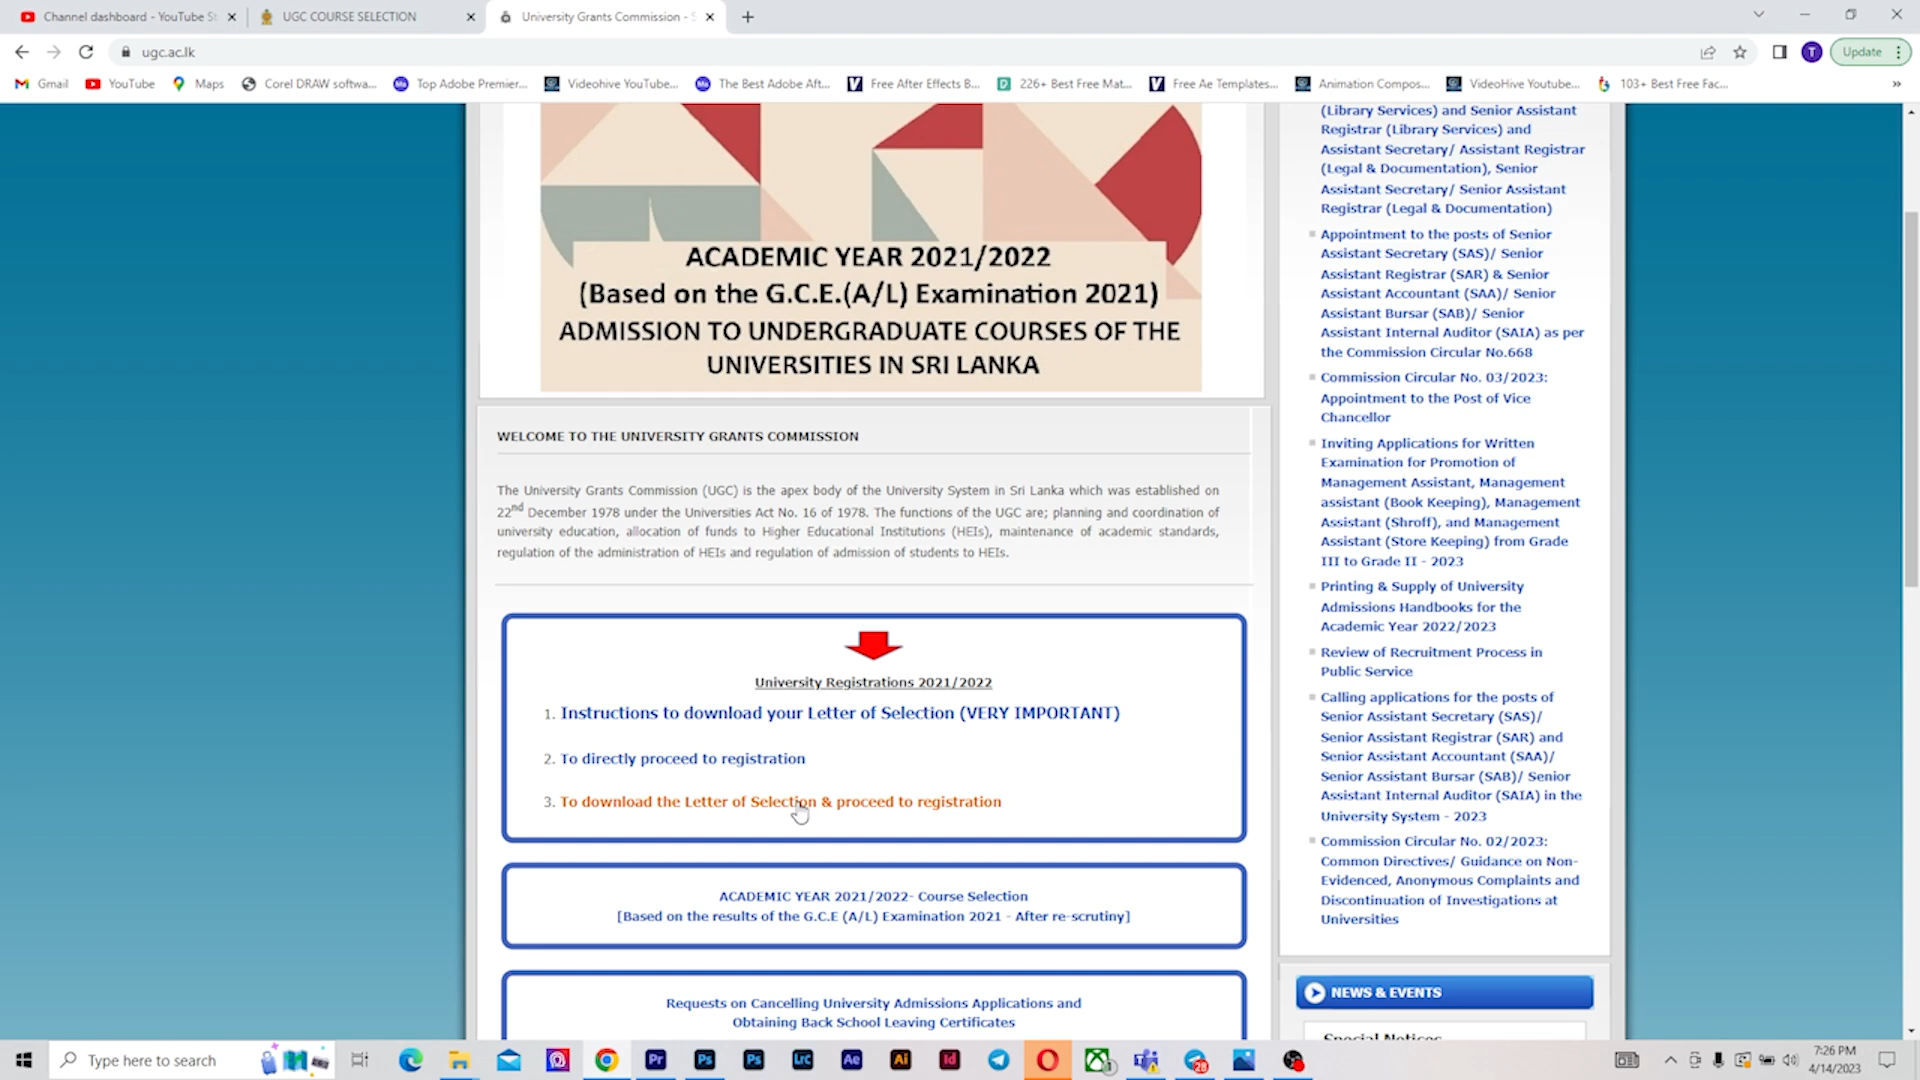 Channel dashboard - YouTube St
UGC COURSE SELECTION
University Grants Commission - S
ugc.ac.lk
Update
Gmail
YouTube
Maps
Corel DRAW softwa...
Top Adobe Premier...
Videohive YouTube...
The Best Adobe Aft...
Free After Effects B...
226+ Best Free Mat...
Free Ae Templates...
Animation Compos...
VideoHive Youtube...
103+ Best Free Fac...
ACADEMIC YEAR 2021/2022
(Based on the G.C.E.(A/L) Examination 2021)
ADMISSION TO UNDERGRADUATE COURSES OF THE
UNIVERSITIES IN SRI LANKA
WELCOME TO THE UNIVERSITY GRANTS COMMISSION
The University Grants Commission (UGC) is the apex body of the University System in Sri Lanka which was established on
22nd December 1978 under the Universities Act No. 16 of 1978. The functions of the UGC are; planning and coordination of
university education, allocation of funds to Higher Educational Institutions (HEIs), maintenance of academic standards,
regulation of the administration of HEIs and regulation of admission of students to HEIs.
University Registrations 2021/2022
1. Instructions to download your Letter of Selection (VERY IMPORTANT)
2. To directly proceed to registration
3. To download the Letter of Selection & proceed to registration
ACADEMIC YEAR 2021/2022- Course Selection
[Based on the results of the G.C.E (A/L) Examination 2021 - After re-scrutiny]
Requests on Cancelling University Admissions Applications and
Obtaining Back School Leaving Certificates
(Library Services) and Senior Assistant
Registrar (Library Services) and
Assistant Secretary/ Assistant Registrar
(Legal & Documentation), Senior
Assistant Secretary/ Senior Assistant
Registrar (Legal & Documentation)
Appointment to the posts of Senior
Assistant Secretary (SAS)/ Senior
Assistant Registrar (SAR) & Senior
Assistant Accountant (SAA)/ Senior
Assistant Bursar (SAB)/ Senior
Assistant Internal Auditor (SAIA) as per
the Commission Circular No.668
Commission Circular No. 03/2023:
Appointment to the Post of Vice
Chancellor
Inviting Applications for Written
Examination for Promotion of
Management Assistant, Management
assistant (Book Keeping), Management
Assistant (Shroff), and Management
Assistant (Store Keeping) from Grade
III to Grade II - 2023
Printing & Supply of University
Admissions Handbooks for the
Academic Year 2022/2023
Review of Recruitment Process in
Public Service
Calling applications for the posts of
Senior Assistant Secretary (SAS)/
Senior Assistant Registrar (SAR) and
Senior Assistant Accountant (SAA)/
Senior Assistant Bursar (SAB)/ Senior
Assistant Internal Auditor (SAIA) in the
University System - 2023
Commission Circular No. 02/2023:
Common Directives/ Guidance on Non-
Evidenced, Anonymous Complaints and
Discontinuation of Investigations at
Universities
NEWS & EVENTS
Special Notices
Type here to search
Pr
Ps
Ps
Lrc
Ae
Ai
Id
28
7:26 PM
4/14/2023